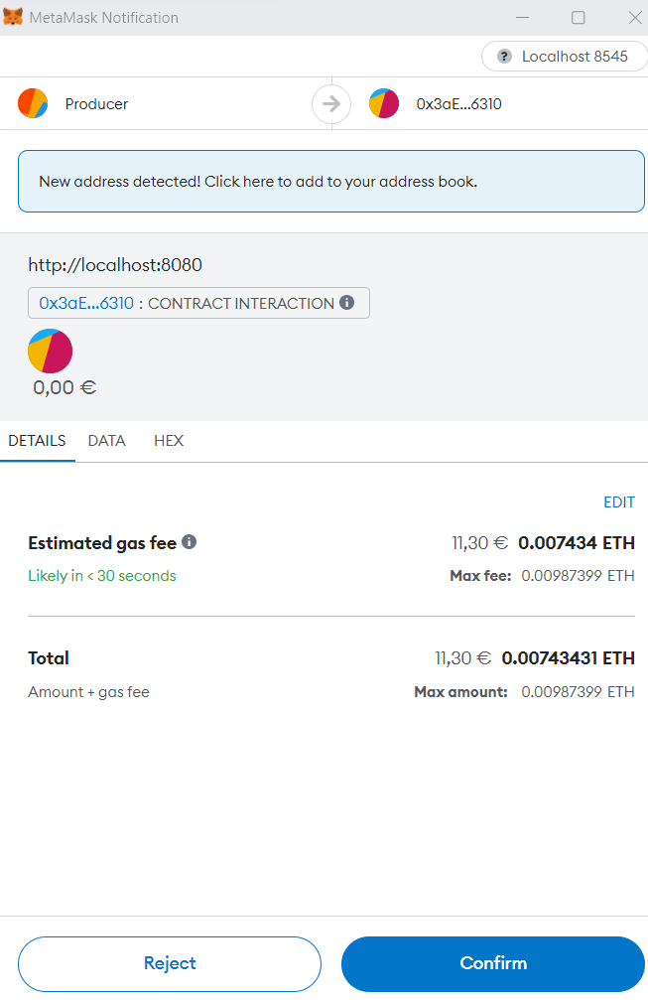 MetaMask Notification
? Localhost 8545
Producer
0x3aE...6310
New address detected! Click here to add to your address book.
http://localhost:8080
0x3aE...6310 : CONTRACT INTERACTION
0,00 €
DETAILS DATA HEX
EDIT
Estimated gas fee 11,30 € 0.007434 ETH
Likely in < 30 seconds Max fee: 0.00987399 ETH
Total 11,30 € 0.00743431 ETH
Amount + gas fee Max amount: 0.00987399 ETH
Reject Confirm